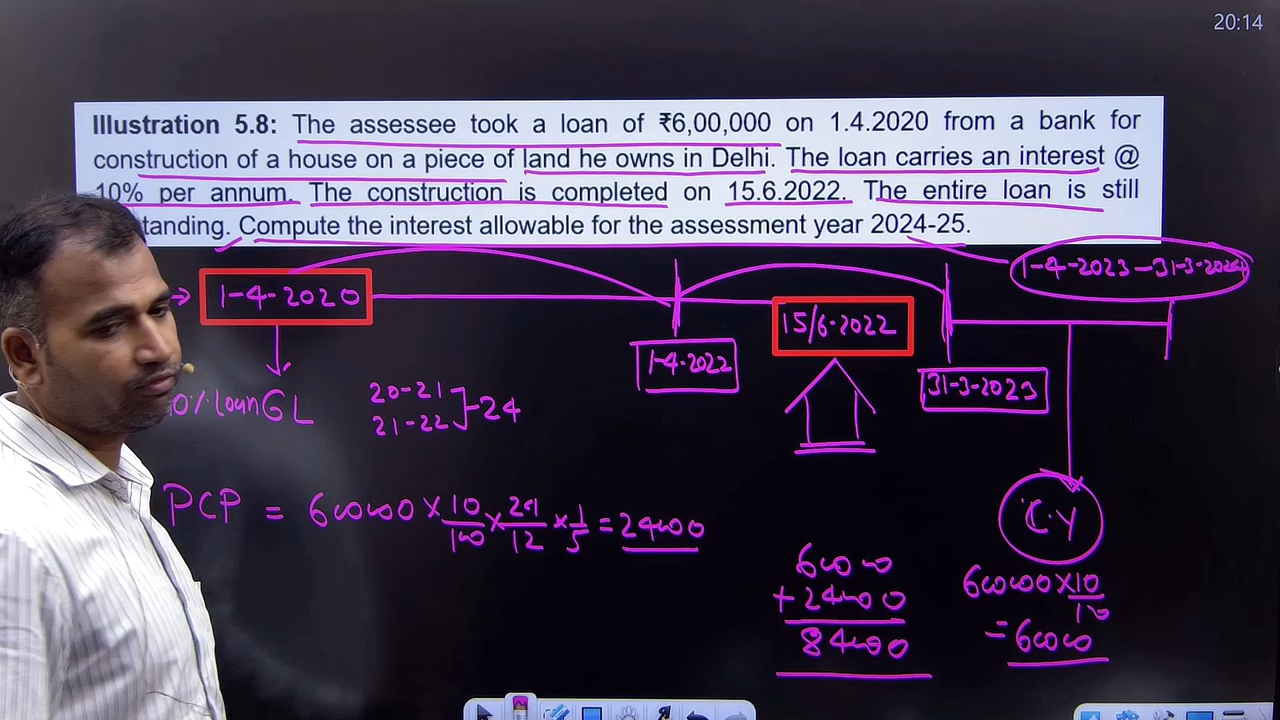 20:14
Illustration 5.8: The assessee took a loan of ₹6,00,000 on 1.4.2020 from a bank for
construction of a house on a piece of land he owns in Delhi. The loan carries an interest @
10% per annum. The construction is completed on 15.6.2022. The entire loan is still
tanding. Compute the interest allowable for the assessment year 2024-25.
1-4-2020
1-4-2022
15/6-2022
31-3-2023
1-4-2023-31-3-2024
0% loan GL
20-21
21-22 ]-24
PCP = 600000 × 10/100 × 24/12 × 1/5 = 24000
60000
+ 24000
84000
C.Y
600000 × 10/100
= 60000